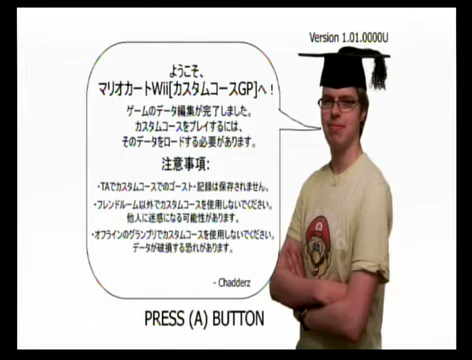 Version 1.01.0000U
ようこそ、
マリオカートWii[カスタムコースGP]へ！
ゲームのデータ編集が完了しました。
カスタムコースをプレイするには、
そのデータをロードする必要があります。
注意事項:
・TAでカスタムコースでのゴースト・記録は保存されません。
・フレンドルーム以外でカスタムコースを使用しないでください。
他人に迷惑になる可能性があります。
・オフラインのグランプリでカスタムコースを使用しないでください。
データが破損する恐れがあります。
- Chadderz
PRESS (A) BUTTON